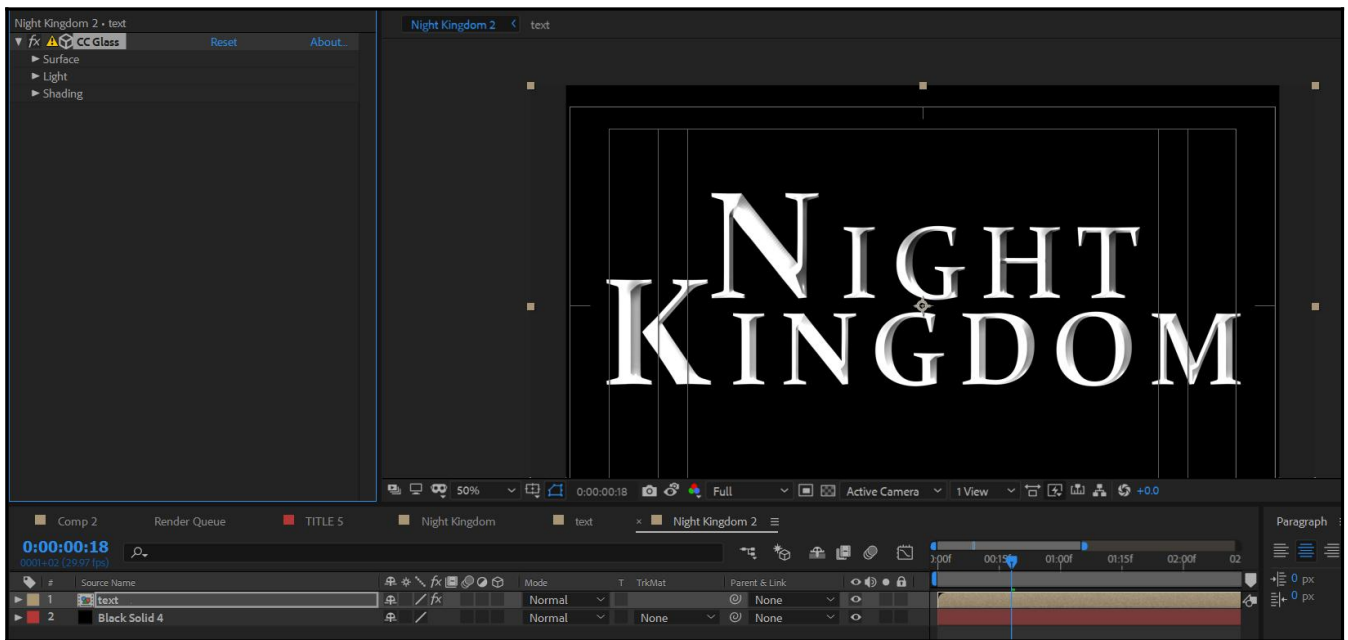 Night Kingdom 2 • text
fx CC Glass Reset About...
Surface
Light
Shading
Night Kingdom 2 text
NIGHT
KINGDOM
50% 0:00:00:18 Full Active Camera 1 View +0.0
Comp 2 Render Queue TITLE 5 Night Kingdom text × Night Kingdom 2
Paragraph
0:00:00:18
0001+02 (29.97 fps)
:00f 00:15f 01:00f 01:15f 02:00f 02
# Source Name fx Mode T TrkMat Parent & Link
0 px
1 text fx Normal None
0 px
2 Black Solid 4 Normal None None